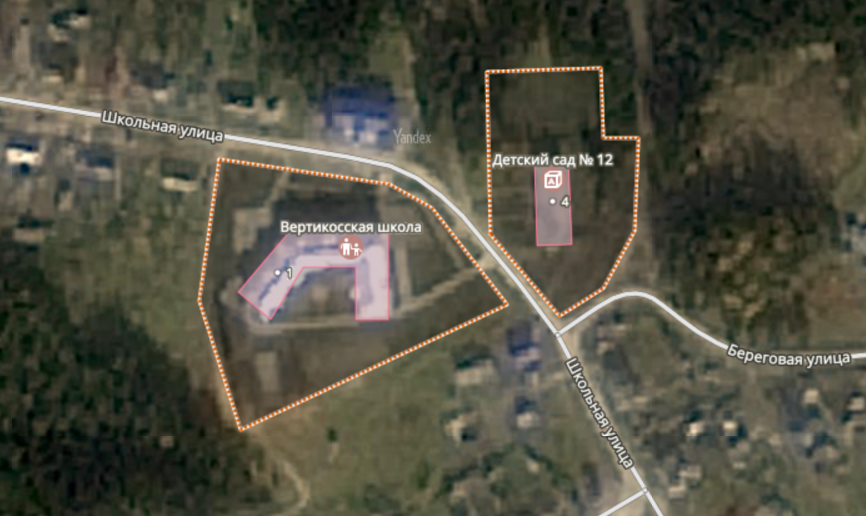 Школьная улица
Yandex
Детский сад № 12
4
Вертикосская школа
1
Береговая улица
Школьная улица